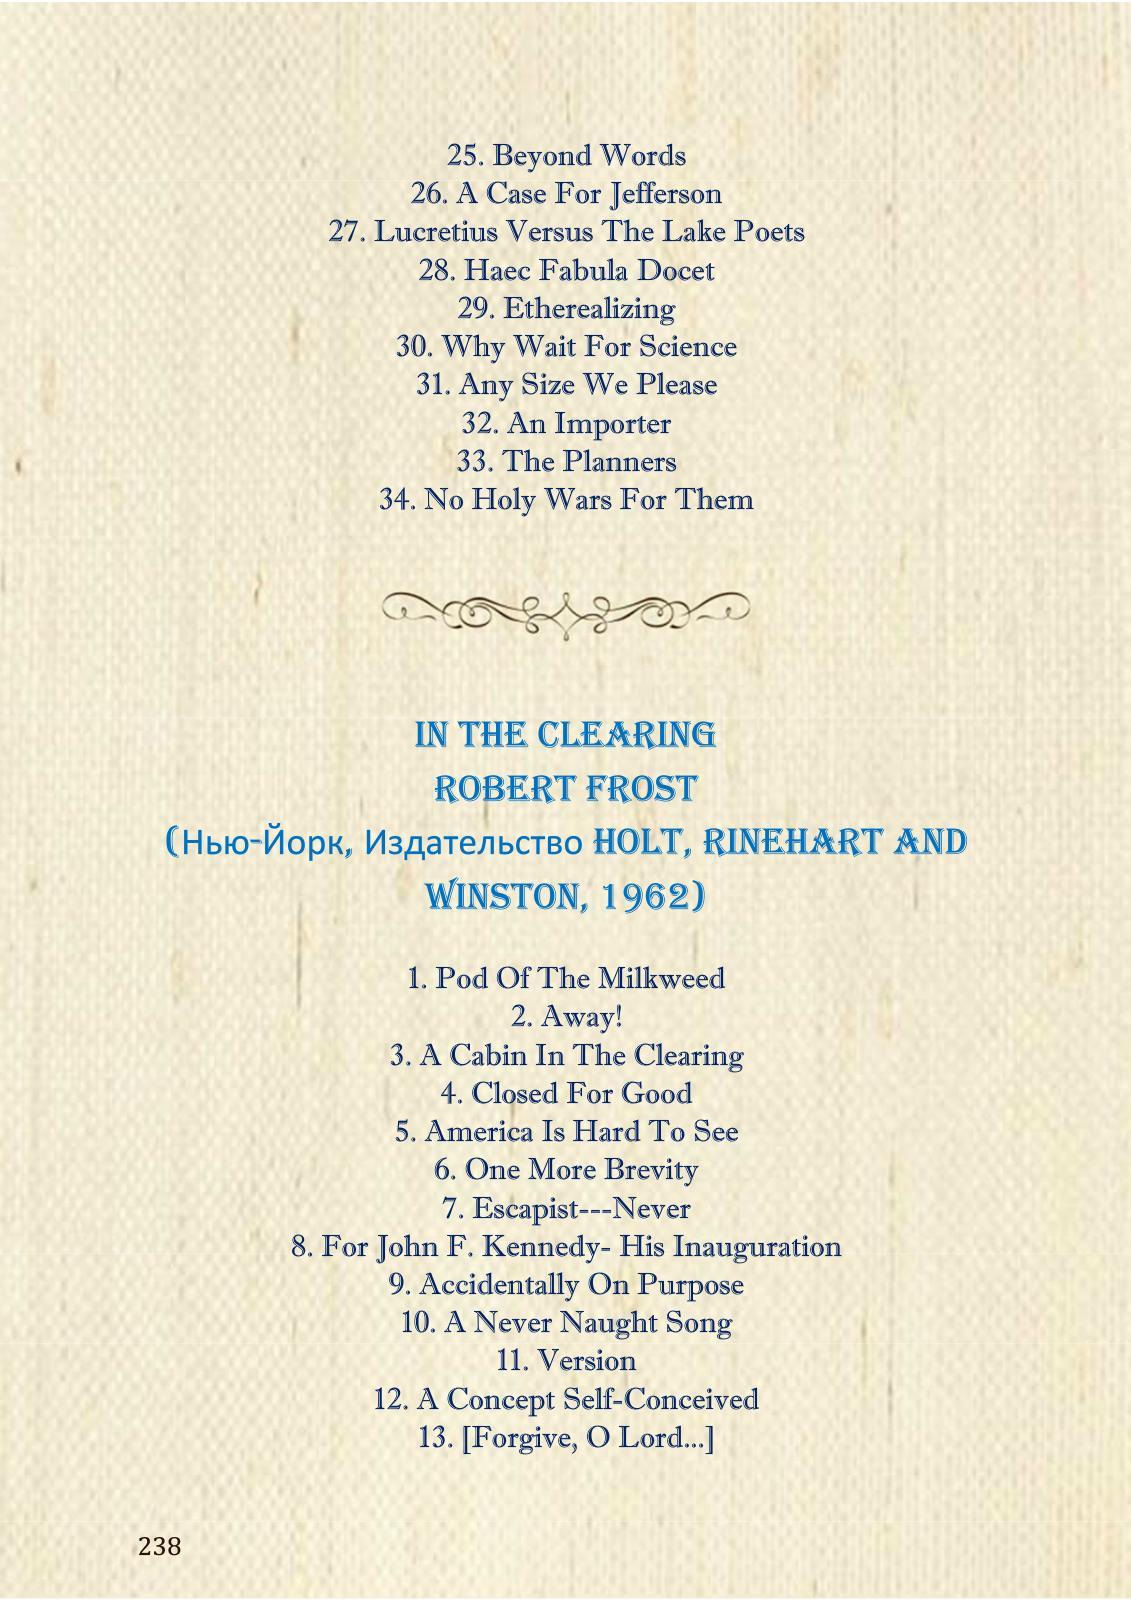 25. Beyond Words
26. A Case For Jefferson
27. Lucretius Versus The Lake Poets
28. Haec Fabula Docet
29. Etherealizing
30. Why Wait For Science
31. Any Size We Please
32. An Importer
33. The Planners
34. No Holy Wars For Them
IN THE CLEARING
ROBERT FROST
(Нью-Йорк, Издательство HOLT, RINEHART AND
WINSTON, 1962)
1. Pod Of The Milkweed
2. Away!
3. A Cabin In The Clearing
4. Closed For Good
5. America Is Hard To See
6. One More Brevity
7. Escapist---Never
8. For John F. Kennedy- His Inauguration
9. Accidentally On Purpose
10. A Never Naught Song
11. Version
12. A Concept Self-Conceived
13. [Forgive, O Lord...]
238